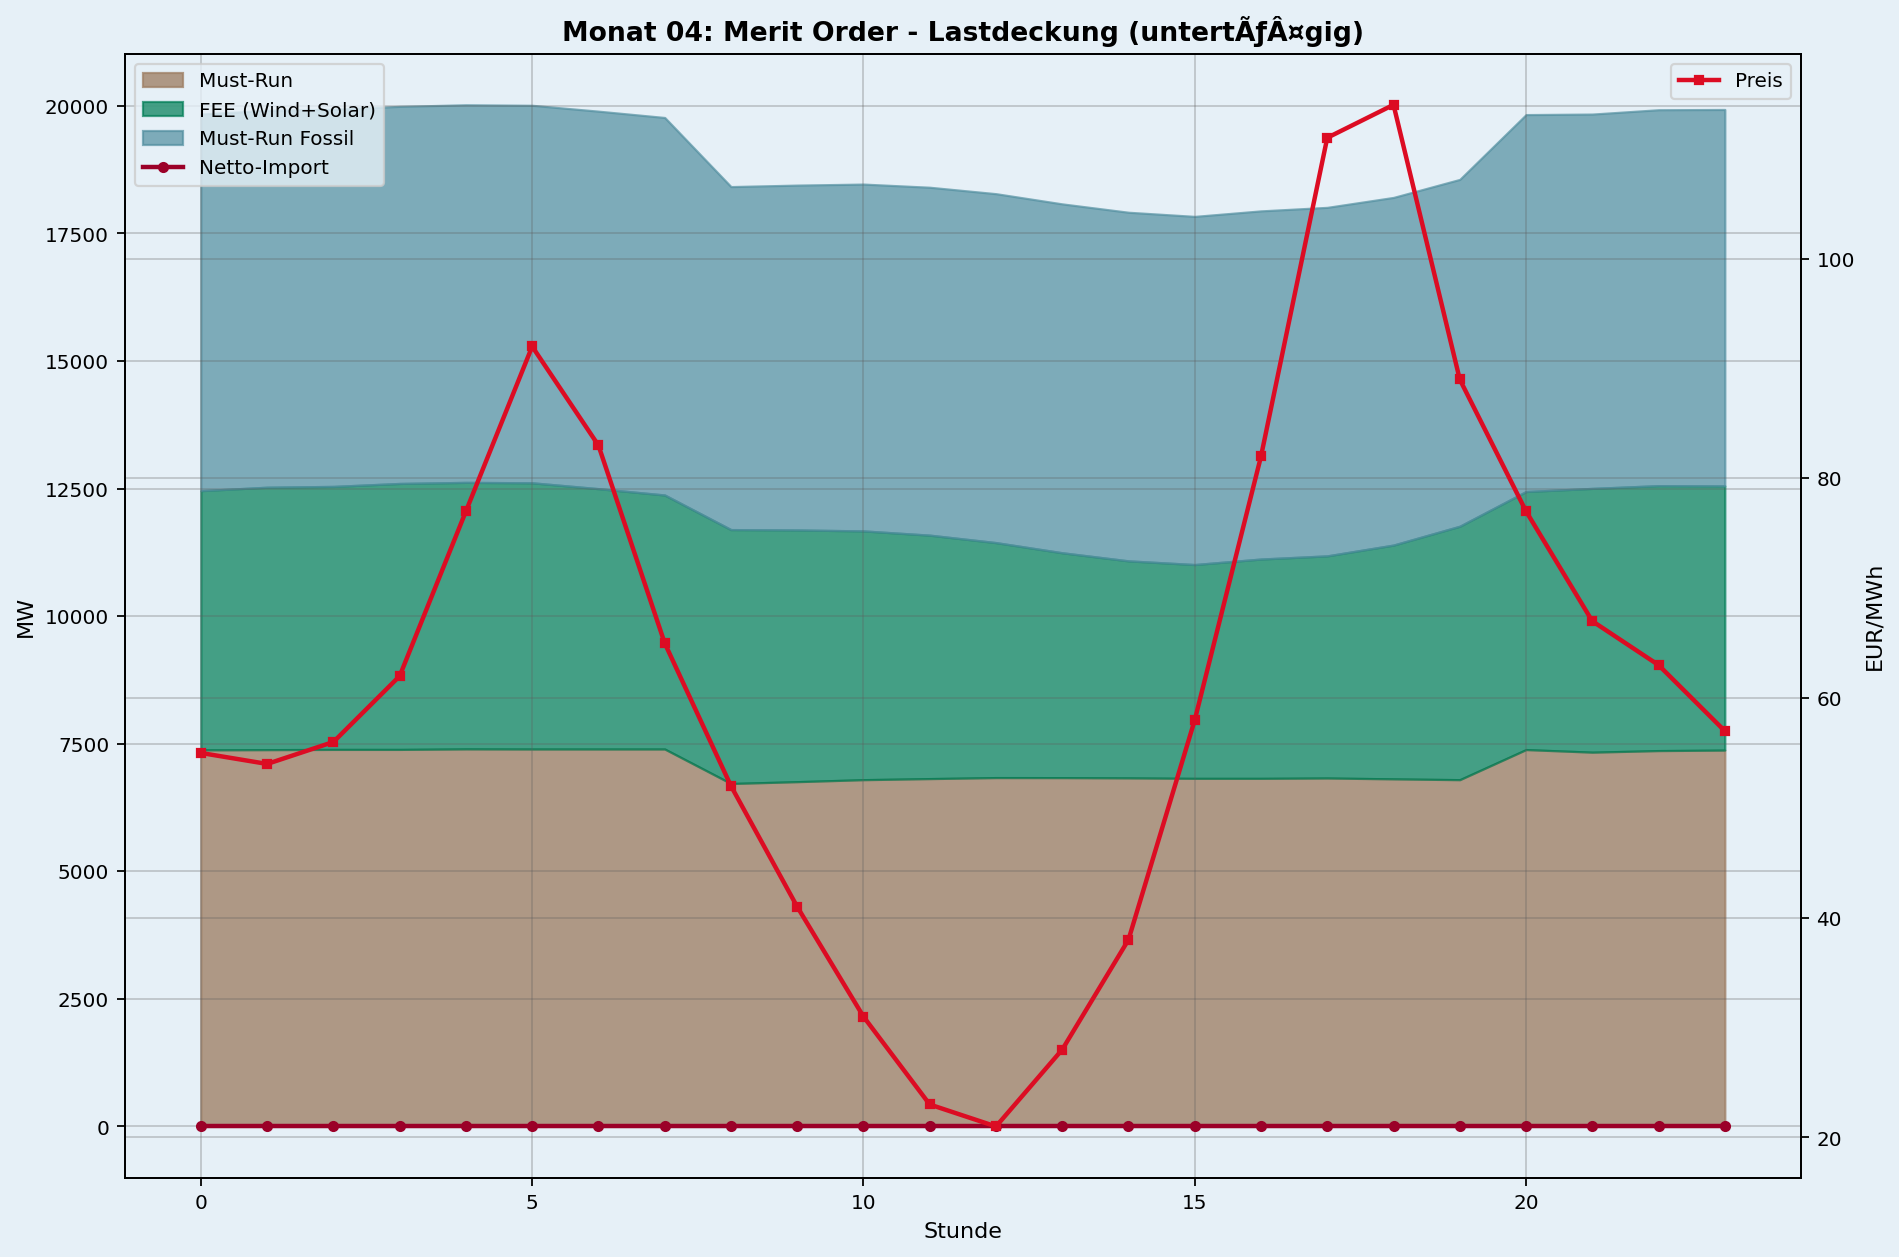 Monat 04: Merit Order - Lastdeckung (untertÃƒÂ¤gig)
Must-Run
FEE (Wind+Solar)
Must-Run Fossil
Netto-Import
Preis
20000
17500
15000
12500
10000
7500
5000
2500
0
MW
100
80
60
40
20
EUR/MWh
0 5 10 15 20
Stunde